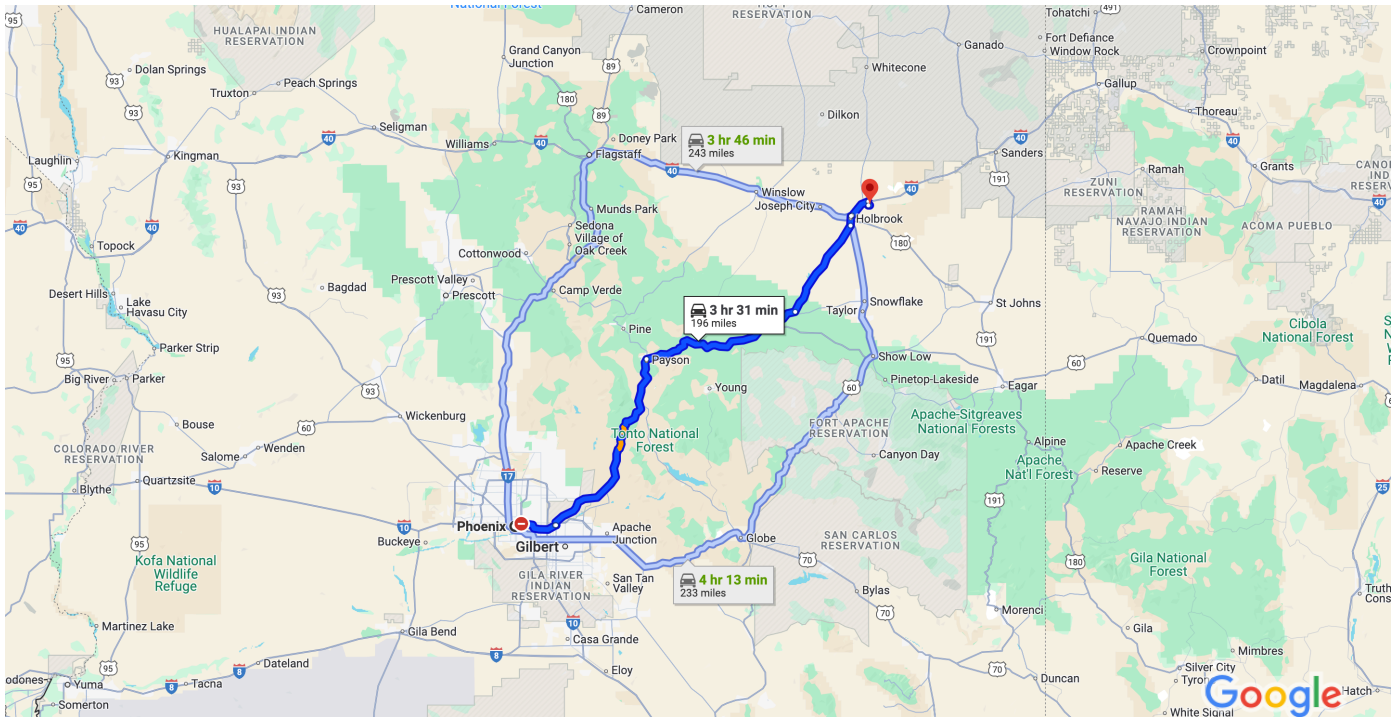 National Forest
95
Cameron
HOPI
RESERVATION
491
Tohatchi
HUALAPAI INDIAN
RESERVATION
Grand Canyon
Junction
Ganado
Fort Defiance
Window Rock
Crownpoint
89
Dolan Springs
93
Peach Springs
Truxton
Whitecone
Gallup
180
93
Thoreau
89
Dilkon
Seligman
40
Williams
40
Doney Park
3 hr 46 min
243 miles
Flagstaff
40
40
Sanders
40
Laughlin
Kingman
40
Grants
Ramah
95
95
93
191
ZUNI
RESERVATION
Winslow
Joseph City
40
40
Holbrook
Munds Park
RAMAH
NAVAJO INDIAN
RESERVATION
40
40
Sedona
Village of
Oak Creek
ACOMA PUEBLO
180
Topock
Cottonwood
Prescott Valley
Prescott
Camp Verde
Bagdad
93
Desert Hills
Lake
Havasu City
Snowflake
Taylor
St Johns
3 hr 31 min
196 miles
Pine
Cibola
National Forest
191
Quemado
Parker Strip
95
Payson
Show Low
60
Big River
Parker
Pinetop-Lakeside
Eagar
Datil
Magdalena
93
Young
60
Wickenburg
Bouse
60
FORT APACHE
RESERVATION
Apache-Sitgreaves
National Forests
Tonto National
Forest
COLORADO RIVER
RESERVATION
Salome
Wenden
Alpine
Apache Creek
Canyon Day
Apache
Nat'l Forest
Reserve
Quartzsite
Blythe
10
17
25
191
Phoenix
10
Buckeye
Gilbert
Apache
Junction
Globe
SAN CARLOS
RESERVATION
95
Kofa National
Wildlife
Refuge
70
180
Gila National
Forest
GILA RIVER
INDIAN
RESERVATION
San Tan
Valley
4 hr 13 min
233 miles
Bylas
70
Morenci
Martinez Lake
Gila Bend
10
Casa Grande
Gila
8
Mimbres
95
Dateland
8
Eloy
70
Silver City
Tyron
Yuma
8
Tacna
Somerton
Duncan
Google
Hatch
White Signal